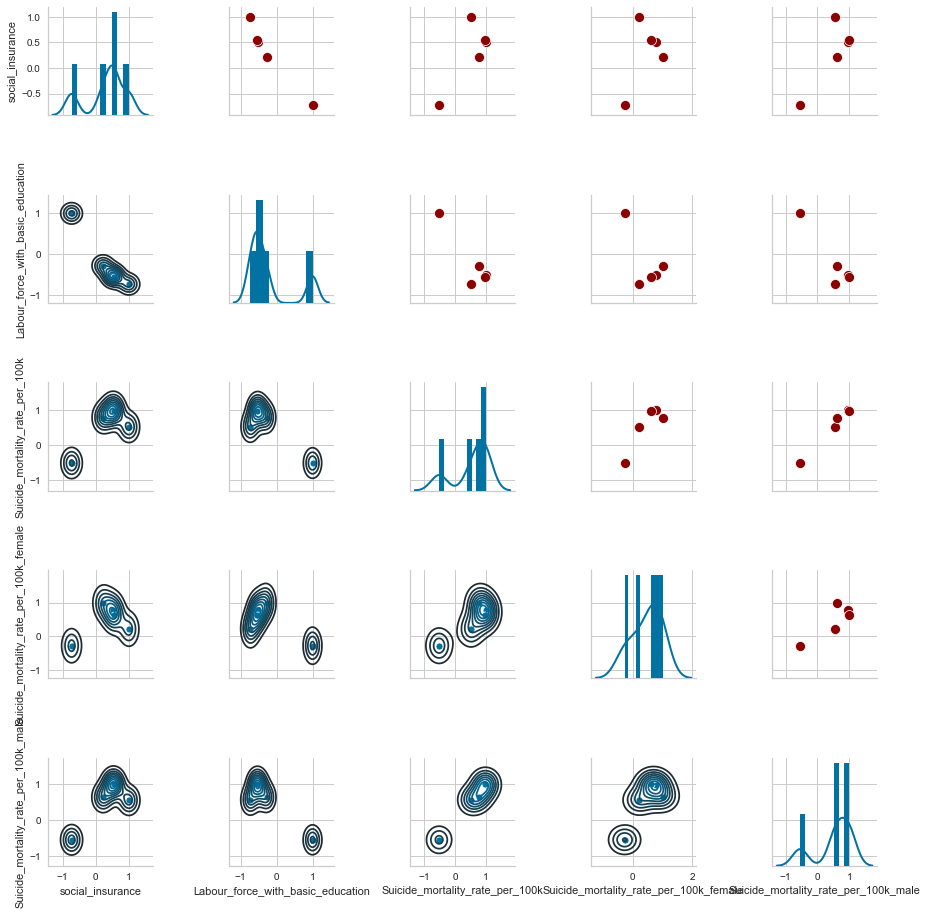 social_insurance
1.0
0.5
0.0
−0.5
Labour_force_with_basic_education
1
0
−1
Suicide_mortality_rate_per_100k
1
0
−1
Suicide_mortality_rate_per_100k_female
1
0
−1
Suicide_mortality_rate_per_100k_male
1
0
−1
−1 0 1
−1 0 1
−1 0 1
0 2
−1 0 1
social_insurance
Labour_force_with_basic_education
Suicide_mortality_rate_per_100k
Suicide_mortality_rate_per_100k_female
Suicide_mortality_rate_per_100k_male